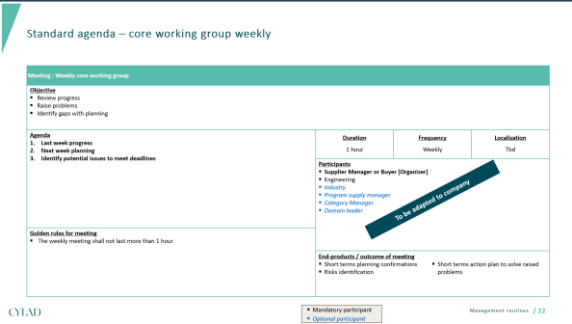 Standard agenda – core working group weekly
Meeting : Weekly core working group
Objective
▪ Review progress
▪ Raise problems
▪ Identify gaps with planning
Agenda
1. Last week progress
2. Next week planning
3. Identify potential issues to meet deadlines
Duration
Frequency
Localization
1 hour
Weekly
Tbd
Participants
▪ Supplier Manager or Buyer [Organizer]
▪ Engineering
▪ Industry
▪ Program supply manager
▪ Category Manager
▪ Domain leader
To be adapted to company
Golden rules for meeting
▪ The weekly meeting shall not last more than 1 hour
End-products / outcome of meeting
▪ Short terms planning confirmations
▪ Risks identification
▪ Short terms action plan to solve raised
problems
CYLAD
▪ Mandatory participant
▪ Optional participant
Management routines / 22